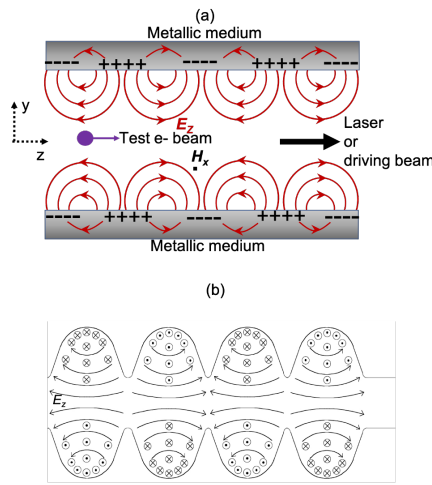 (a)
Metallic medium
---- ++++ ---- ++++ ----
y
z
Test e- beam
E_z
H_x
Laser
or
driving beam
---- ++++ ---- ++++ ----
Metallic medium
(b)
E_z